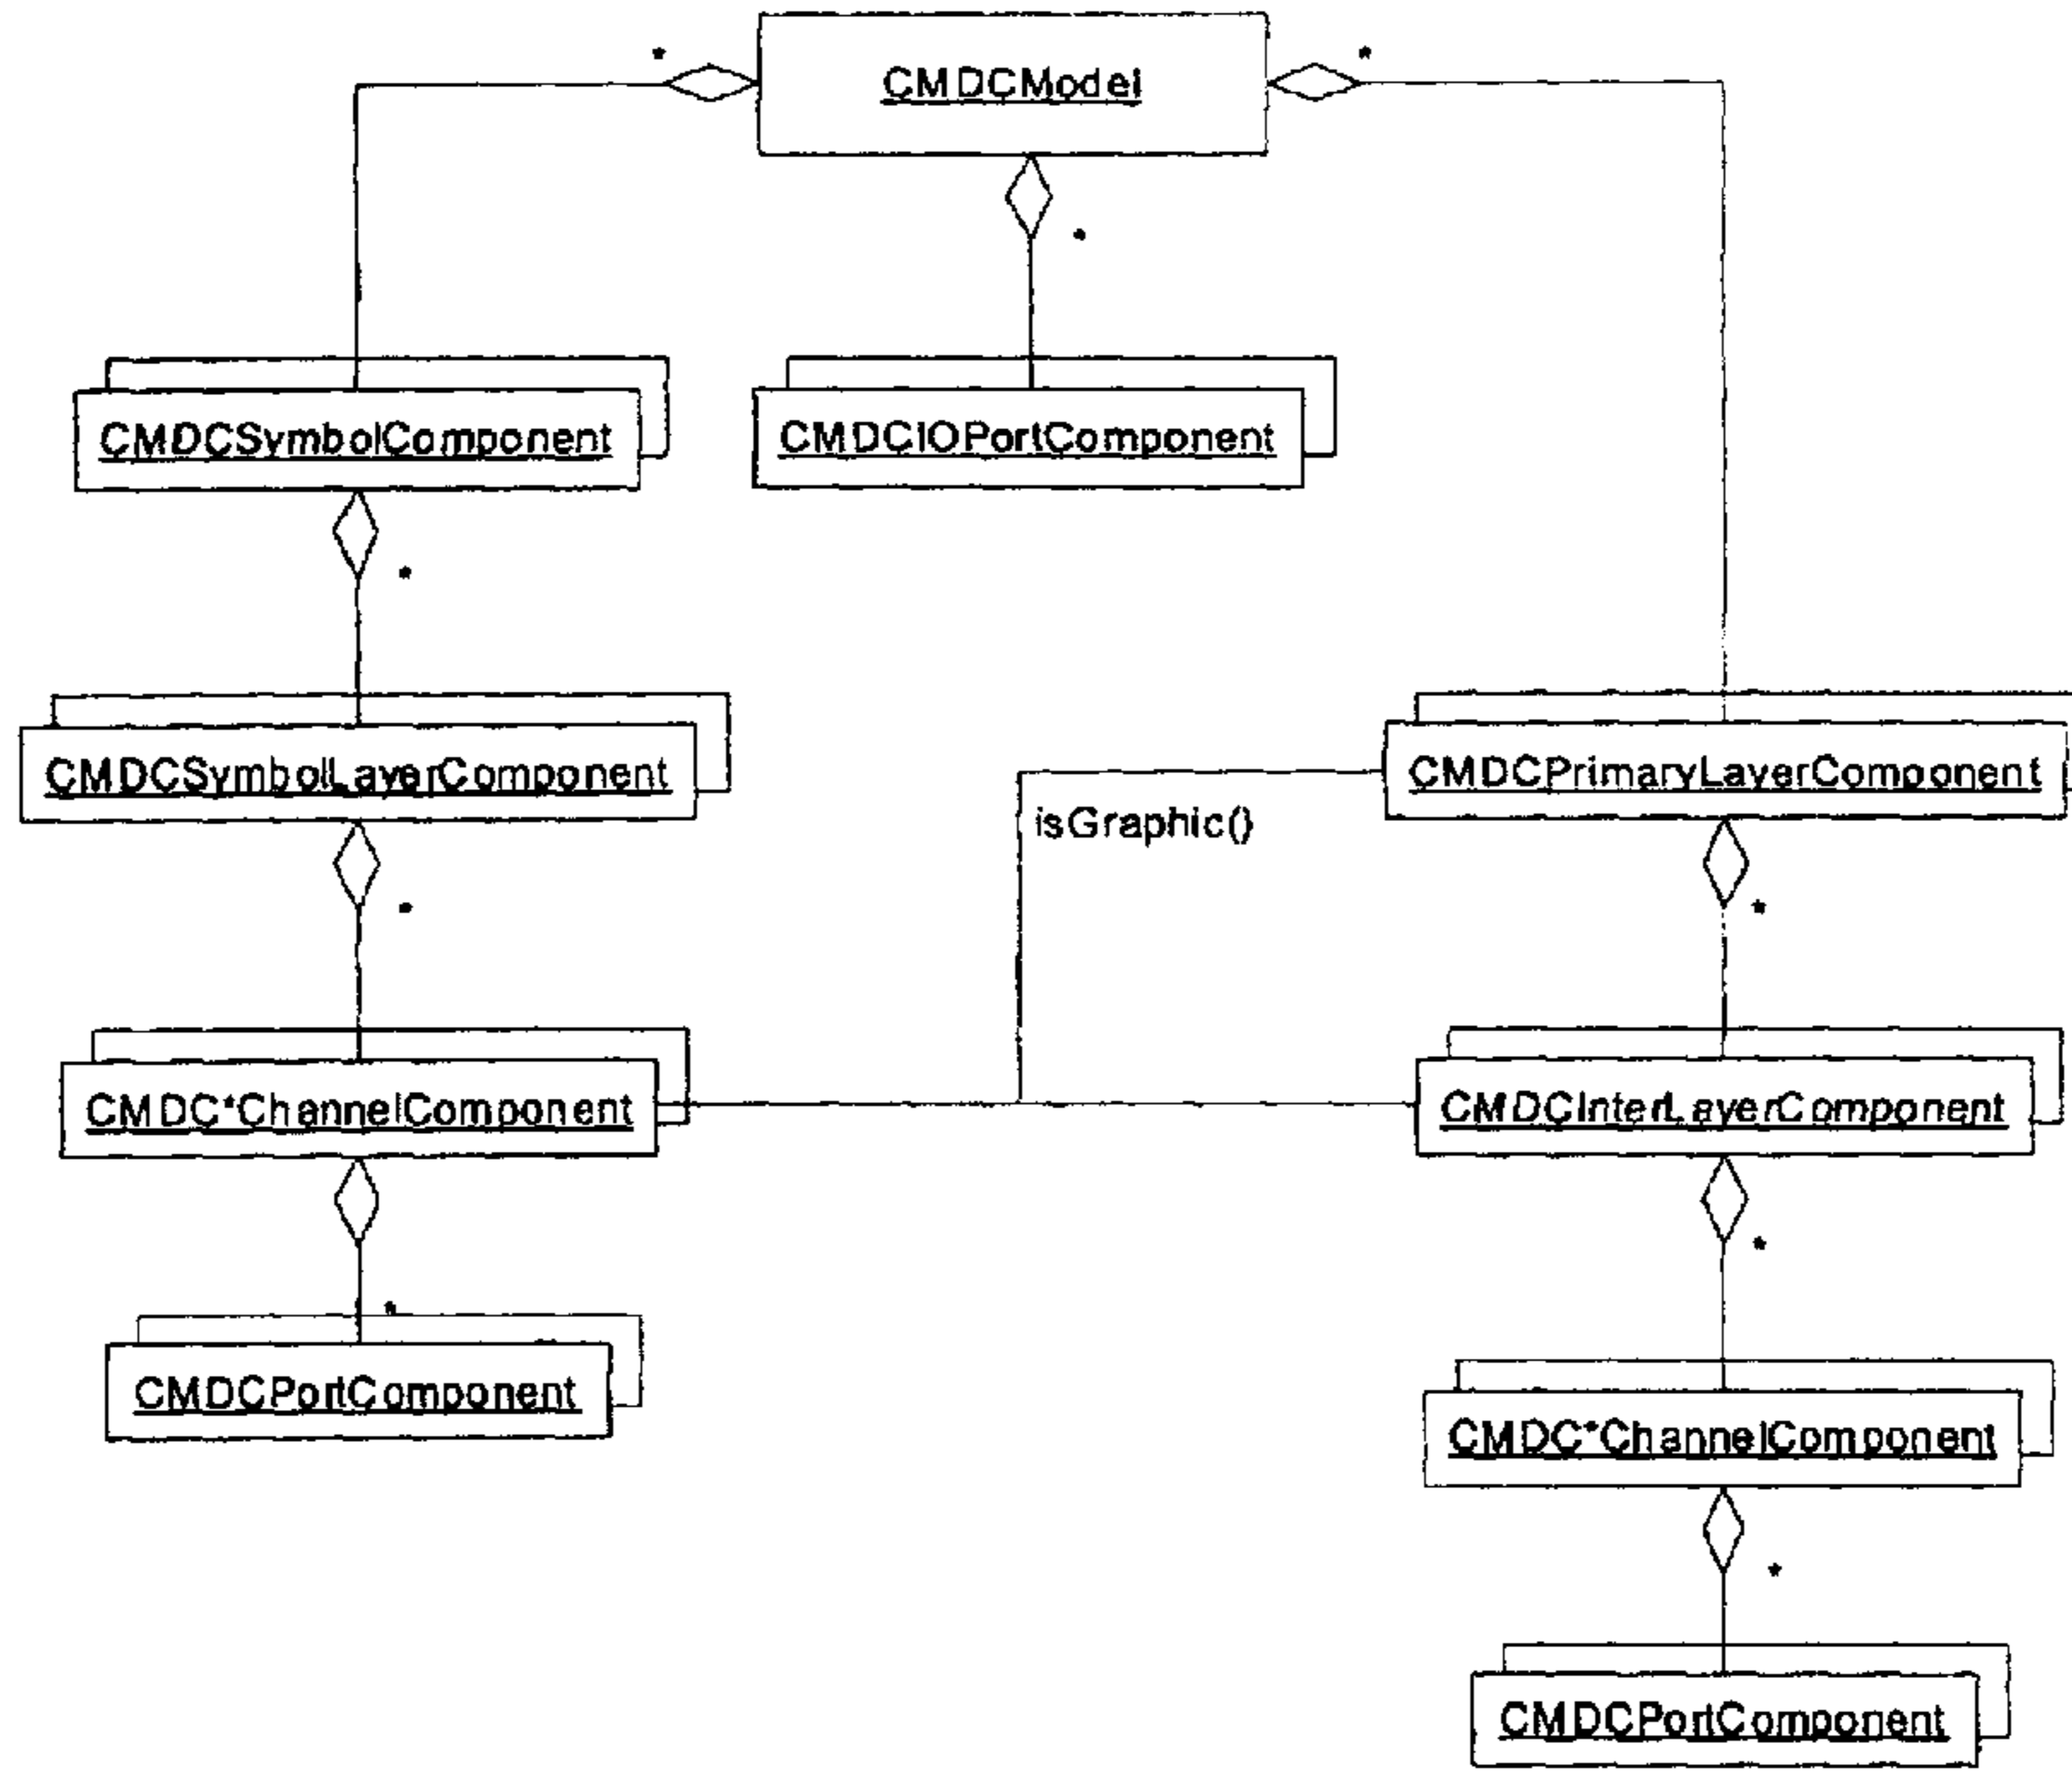 *
CMDCModel
*
*
CMDCSymbolComponent
CMDCIOPortComponent
*
CMDCSymbolLayerComponent
CMDCPrimaryLayerComponent
isGraphic()
*
*
CMDC*ChannelComponent
CMDCInterLayerComponent
*
*
CMDCPortComponent
CMDC*ChannelComponent
*
CMDCPortComponent